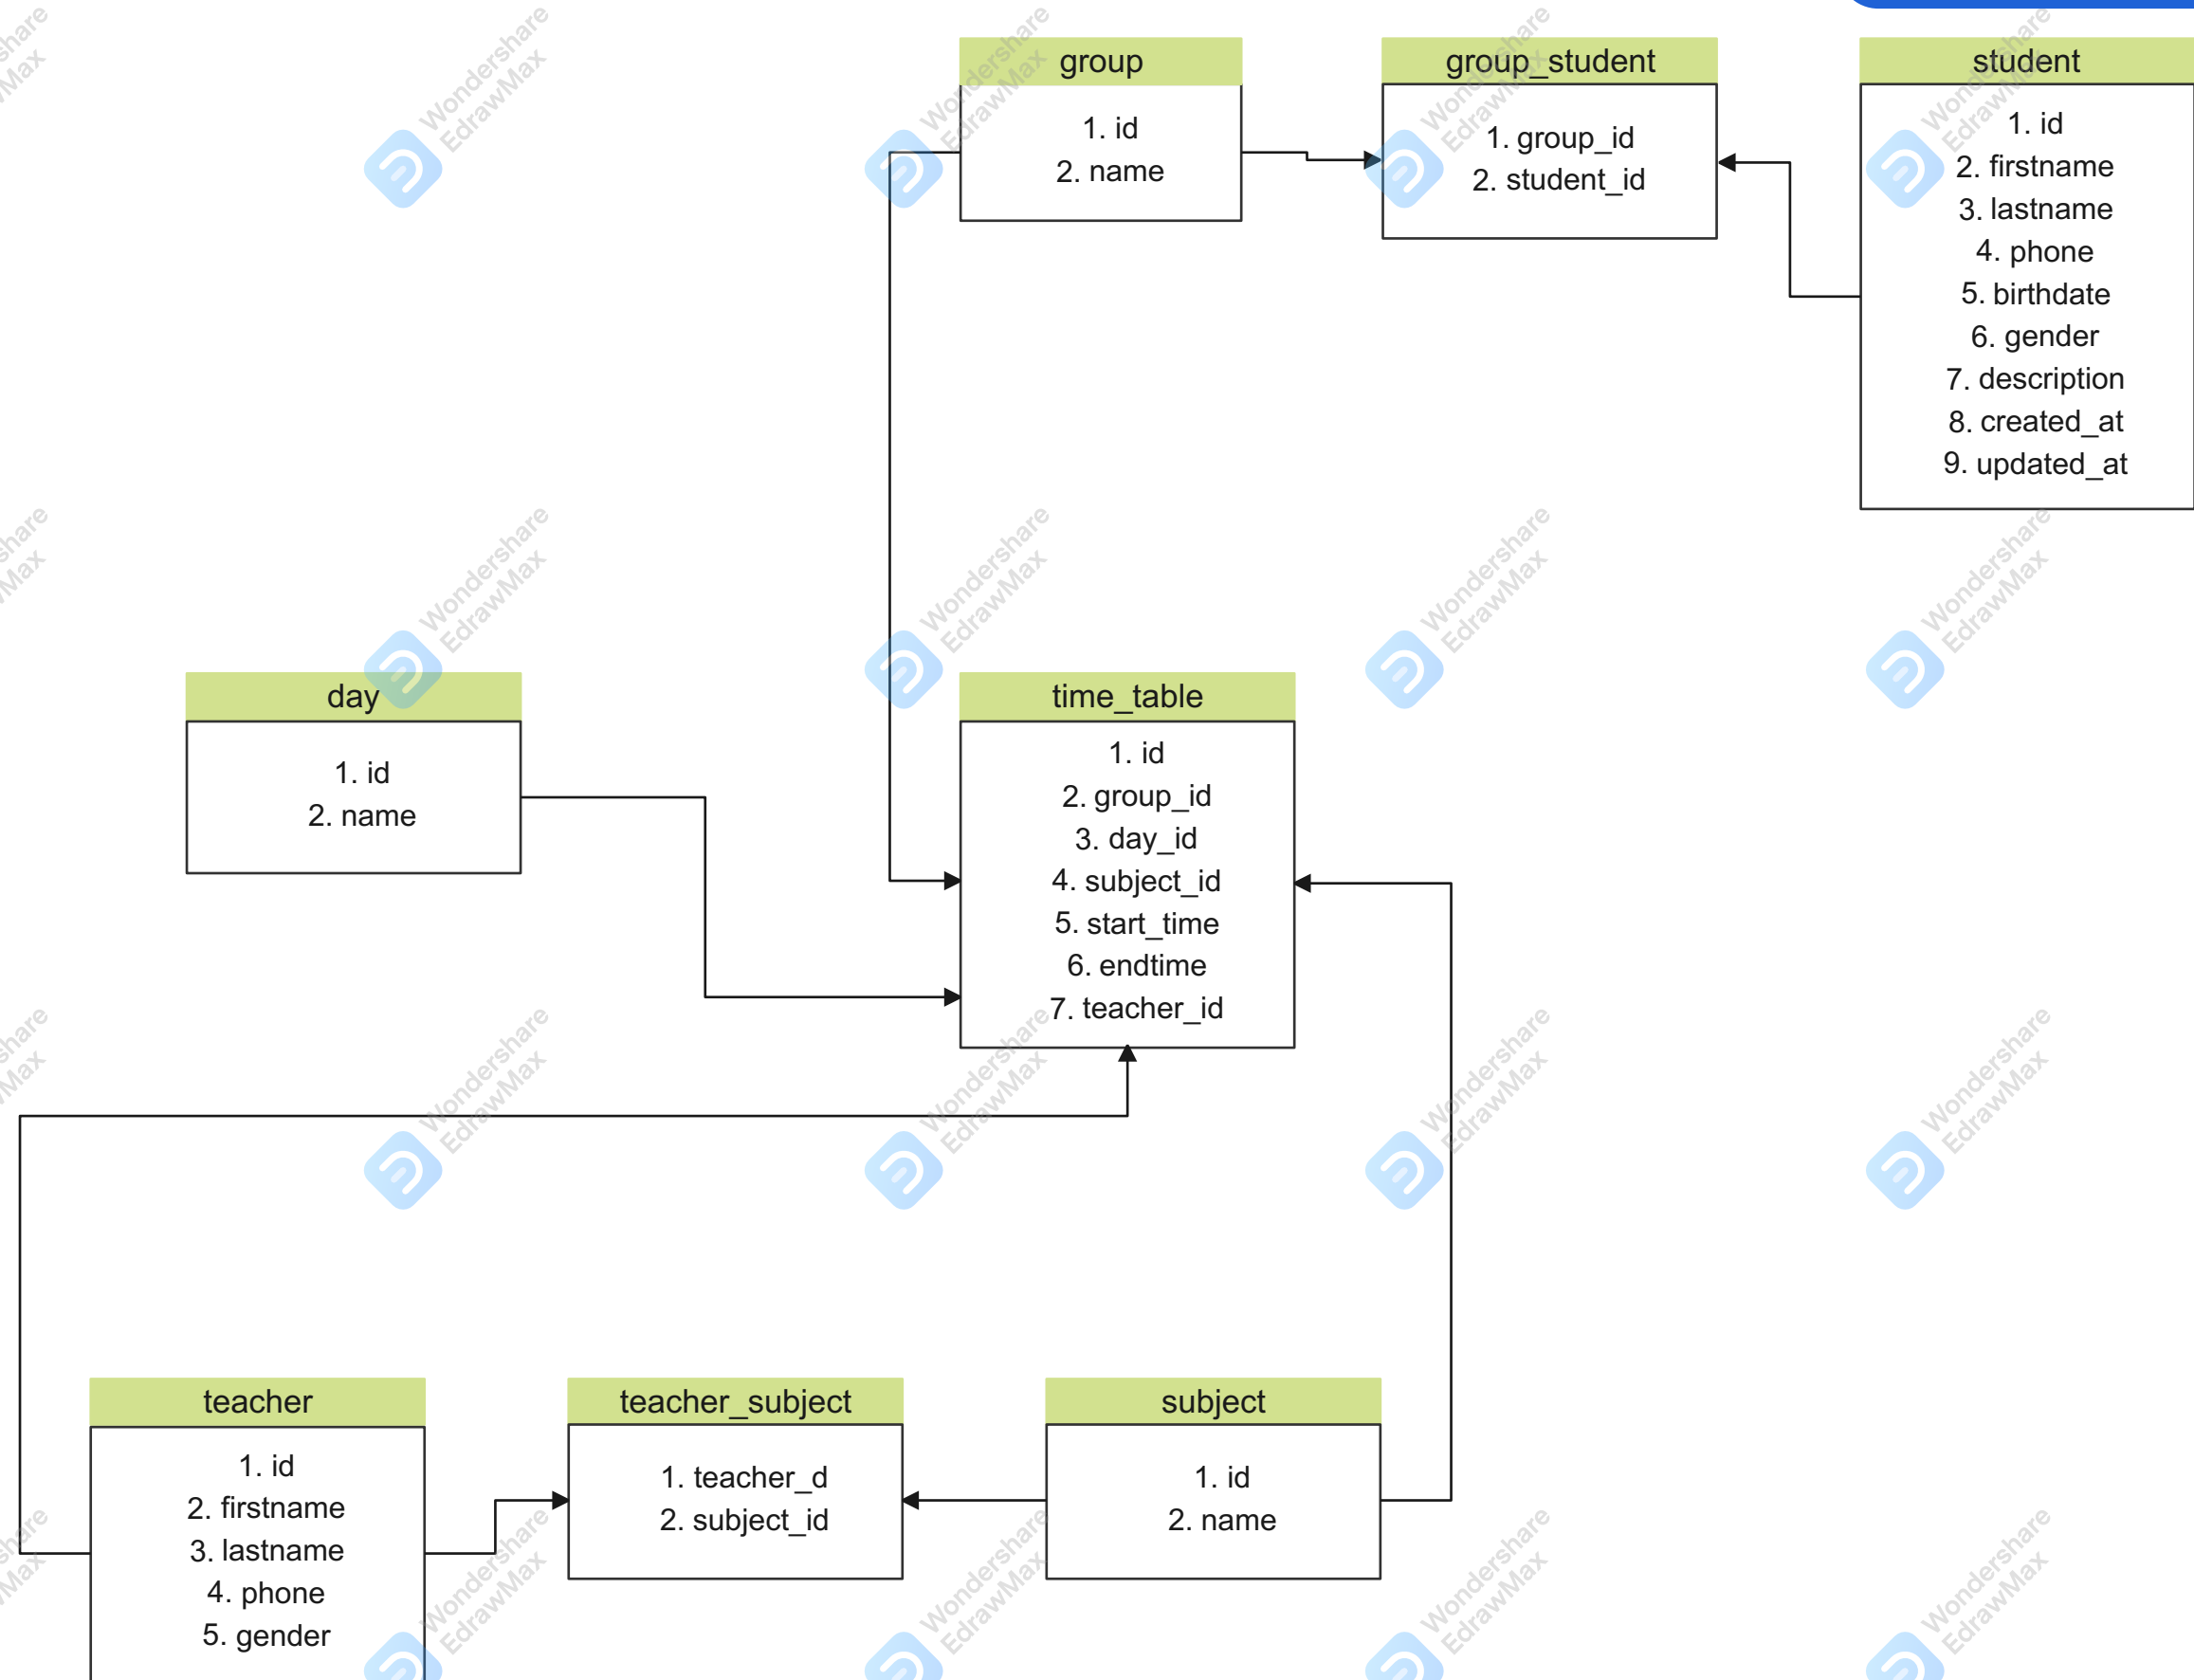 group
1. id
2. name
group_student
1. group_id
2. student_id
student
1. id
2. firstname
3. lastname
4. phone
5. birthdate
6. gender
7. description
8. created_at
9. updated_at
day
1. id
2. name
time_table
1. id
2. group_id
3. day_id
4. subject_id
5. start_time
6. endtime
7. teacher_id
teacher
1. id
2. firstname
3. lastname
4. phone
5. gender
teacher_subject
1. teacher_d
2. subject_id
subject
1. id
2. name
Wondershare
EdrawMax